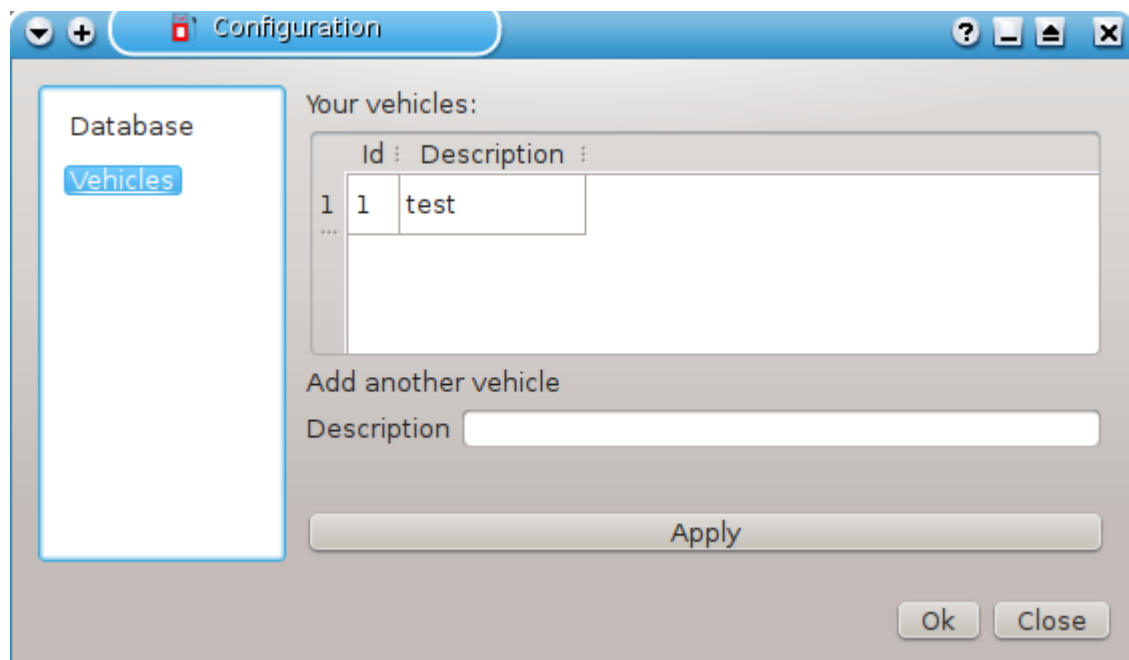 Configuration
Database
Vehicles
Your vehicles:
Id Description
1 1 test
Add another vehicle
Description
Apply
Ok Close